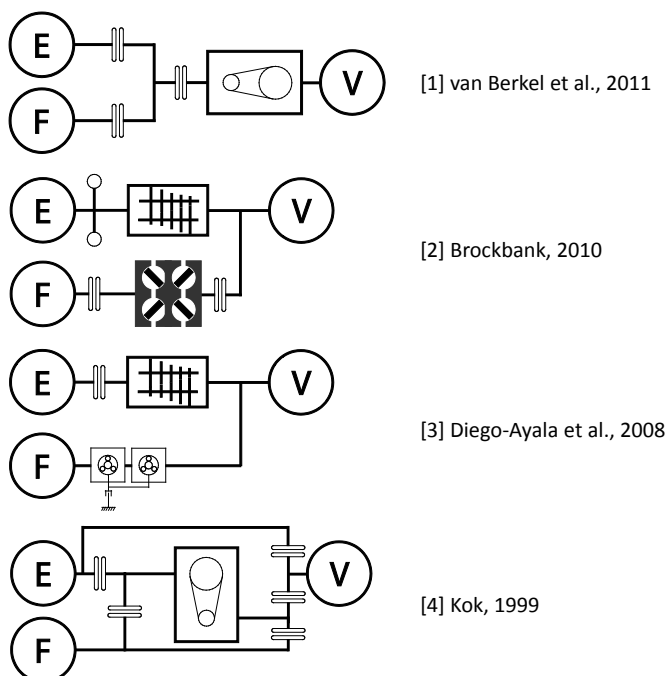 E
F
V
[1] van Berkel et al., 2011
E
F
V
[2] Brockbank, 2010
E
F
V
[3] Diego-Ayala et al., 2008
E
F
V
[4] Kok, 1999